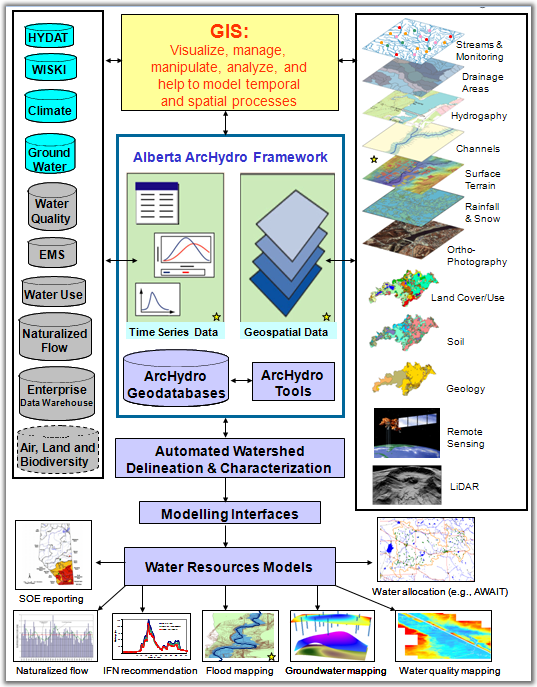 HYDAT
WISKI
Climate
Ground
Water
Water
Quality
EMS
Water Use
Naturalized
Flow
Enterprise
Data Warehouse
Air, Land and
Biodiversity
GIS:
Visualize, manage,
manipulate, analyze, and
help to model temporal
and spatial processes
Alberta ArcHydro Framework
Time Series Data
Geospatial Data
ArcHydro
Geodatabases
ArcHydro
Tools
Automated Watershed
Delineation & Characterization
Modelling Interfaces
Water Resources Models
Streams &
Monitoring
Drainage
Areas
Hydrogaphy
Channels
Surface
Terrain
Rainfall
& Snow
Ortho-
Photography
Land Cover/Use
Soil
Geology
Remote
Sensing
LiDAR
SOE reporting
Water allocation (e.g., AWAIT)
Naturalized flow
IFN recommendation
Flood mapping
Groundwater mapping
Water quality mapping